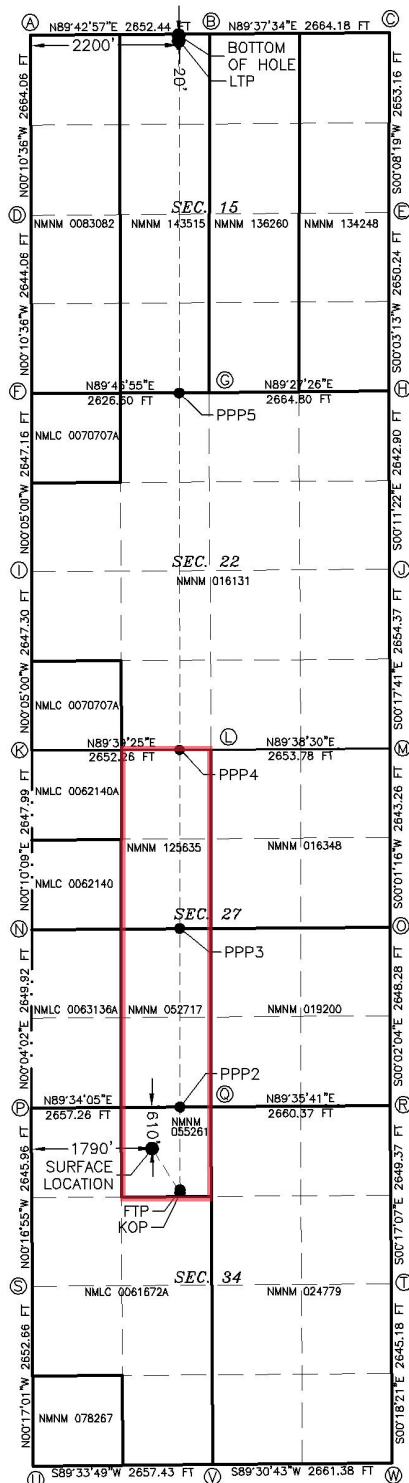 A B C
N89°42'57"E 2652.44 FT N89°37'34"E 2664.18 FT
2200'
BOTTOM
OF HOLE
LTP
20'
N00°10'36"W 2664.06 FT
S00°08'19"W 2653.16 FT
SEC. 15
D E
NMNM 0083082 NMNM 143515 NMNM 136260 NMNM 134248
N00°10'36"W 2644.06 FT
S00°03'13"W 2650.24 FT
G
F H
N89°27'26"E
2626.60 FT 2664.80 FT
PPP5
NMLC 0070707A
N00°05'00"W 2647.16 FT
S00°11'22"E 2642.90 FT
SEC. 22
I J
NMNM 016131
N00°05'00"W 2647.30 FT
S00°17'41"E 2654.37 FT
NMLC 0070707A
L
K M
N89°39'25"E N89°38'30"E
2652.26 FT 2653.78 FT
PPP4
NMLC 0062140A
N00°10'09"E 2647.99 FT
S00°01'16"W 2643.26 FT
NMNM 125635 NMNM 016348
NMLC 0062140
SEC. 27
N O
PPP3
NMLC 0063136A NMNM 052717 NMNM 019200
N00°04'02"E 2649.92 FT
S00°02'04"E 2648.28 FT
PPP2
Q
P R
N89°34'05"E N89°35'41"E
2657.26 FT 2660.37 FT
NMNM
055261
610'
1790'
SURFACE
LOCATION
FTP
KOP
N00°16'55"W 2645.96 FT
S00°17'07"E 2649.37 FT
SEC. 34
S T
NMLC 0061672A NMNM 024779
N00°17'01"W 2652.66 FT
S00°18'21"E 2645.18 FT
NMNM 078267
S89°33'49"W 2657.43 FT S89°30'43"W 2661.38 FT
U V W